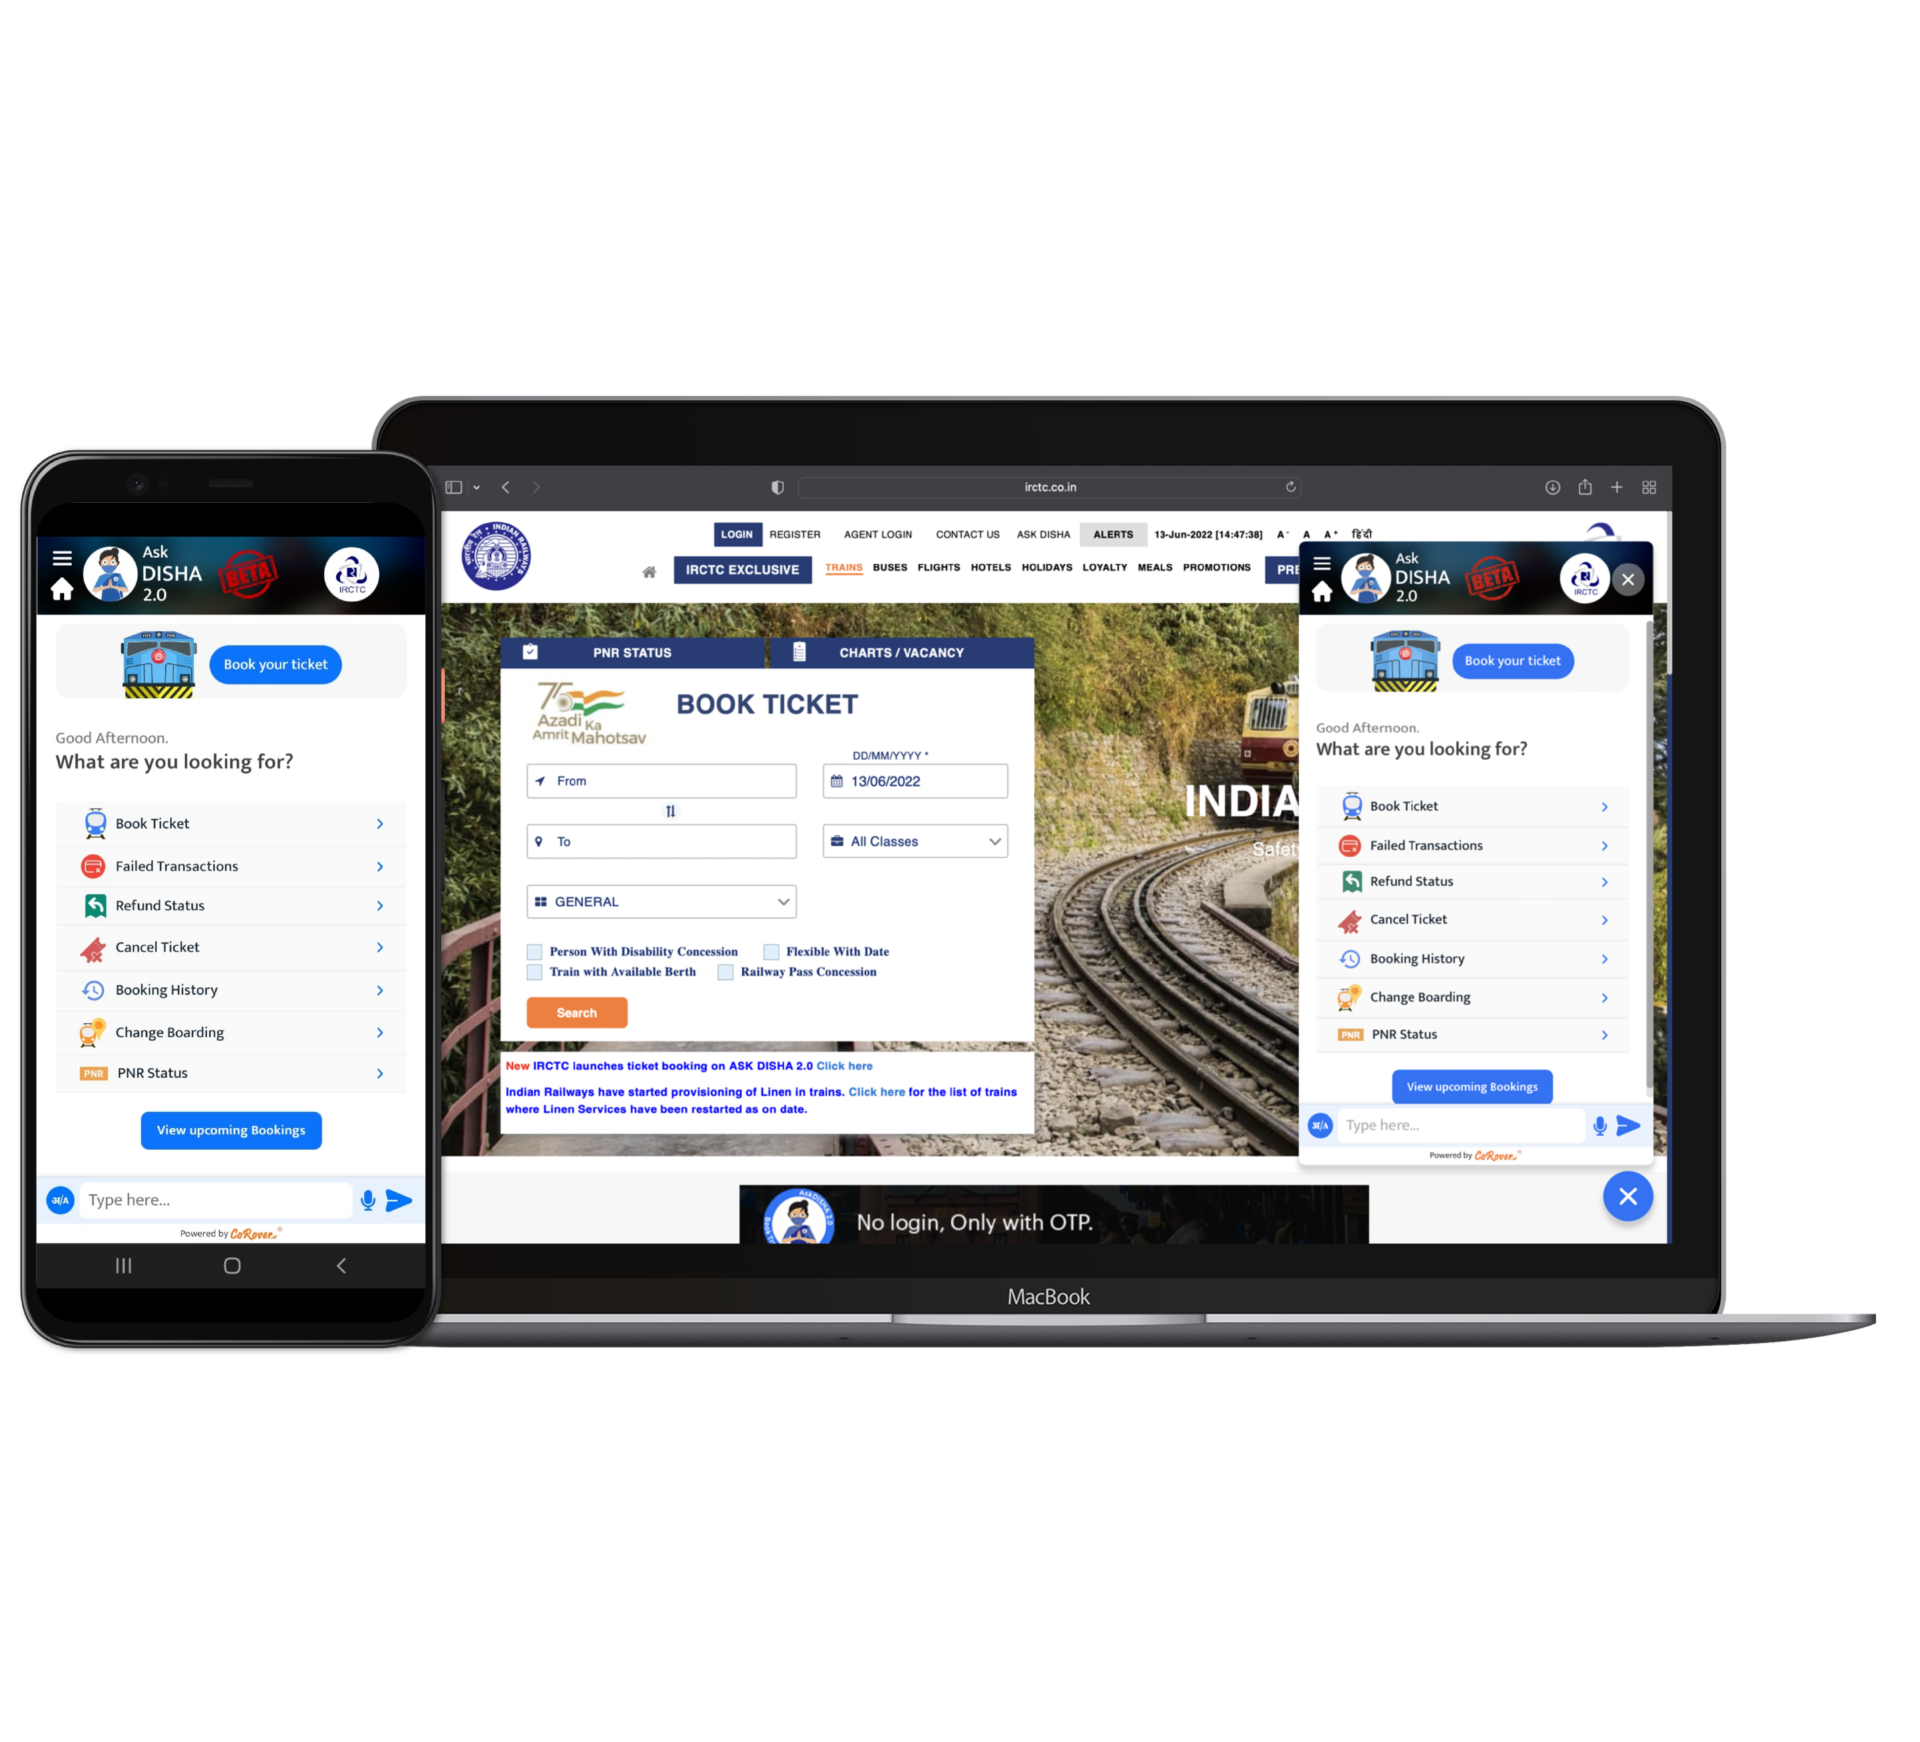 Ask
DISHA
2.0
BETA
IRCTC
Book your ticket
Good Afternoon.
What are you looking for?
Book Ticket
Failed Transactions
Refund Status
Cancel Ticket
Booking History
Change Boarding
PNR PNR Status
View upcoming Bookings
अ/A Type here...
Powered by CoRover
irctc.co.in
INDIAN RAILWAYS
LOGIN REGISTER AGENT LOGIN CONTACT US ASK DISHA ALERTS 13-Jun-2022 [14:47:38] A- A A+ हिंदी
IRCTC EXCLUSIVE TRAINS BUSES FLIGHTS HOTELS HOLIDAYS LOYALTY MEALS PROMOTIONS PRE
PNR STATUS CHARTS / VACANCY
75
Azadi Ka
Amrit Mahotsav
BOOK TICKET
DD/MM/YYYY *
From 13/06/2022
To All Classes
GENERAL
Person With Disability Concession Flexible With Date
Train with Available Berth Railway Pass Concession
Search
New IRCTC launches ticket booking on ASK DISHA 2.0 Click here
Indian Railways have started provisioning of Linen in trains. Click here for the list of trains
where Linen Services have been restarted as on date.
INDIA
Safet
AskDISHA 2.0
No login, Only with OTP.
Ask
DISHA
2.0
BETA
IRCTC
Book your ticket
Good Afternoon.
What are you looking for?
Book Ticket
Failed Transactions
Refund Status
Cancel Ticket
Booking History
Change Boarding
PNR PNR Status
View upcoming Bookings
अ/A Type here...
Powered by CoRover
MacBook